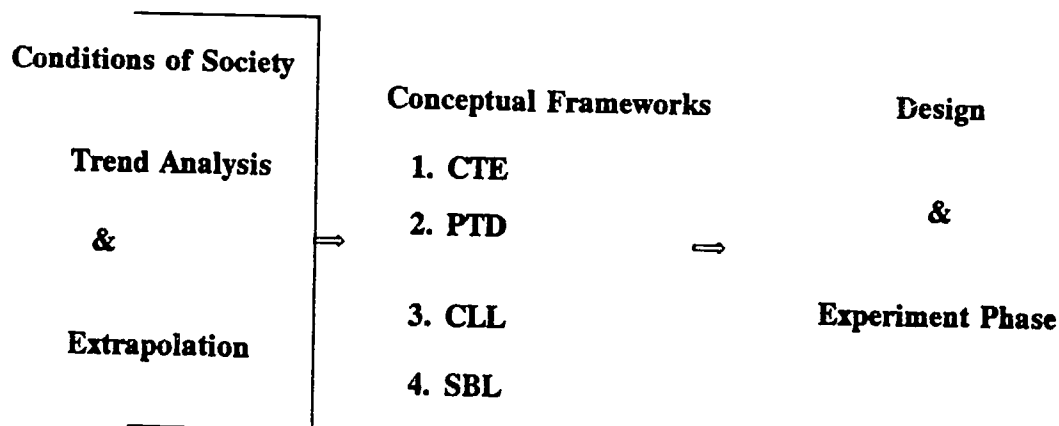 Conditions of Society
Trend Analysis
&
Extrapolation
⇒
Conceptual Frameworks
1. CTE
2. PTD
3. CLL
4. SBL
⇒
Design
&
Experiment Phase